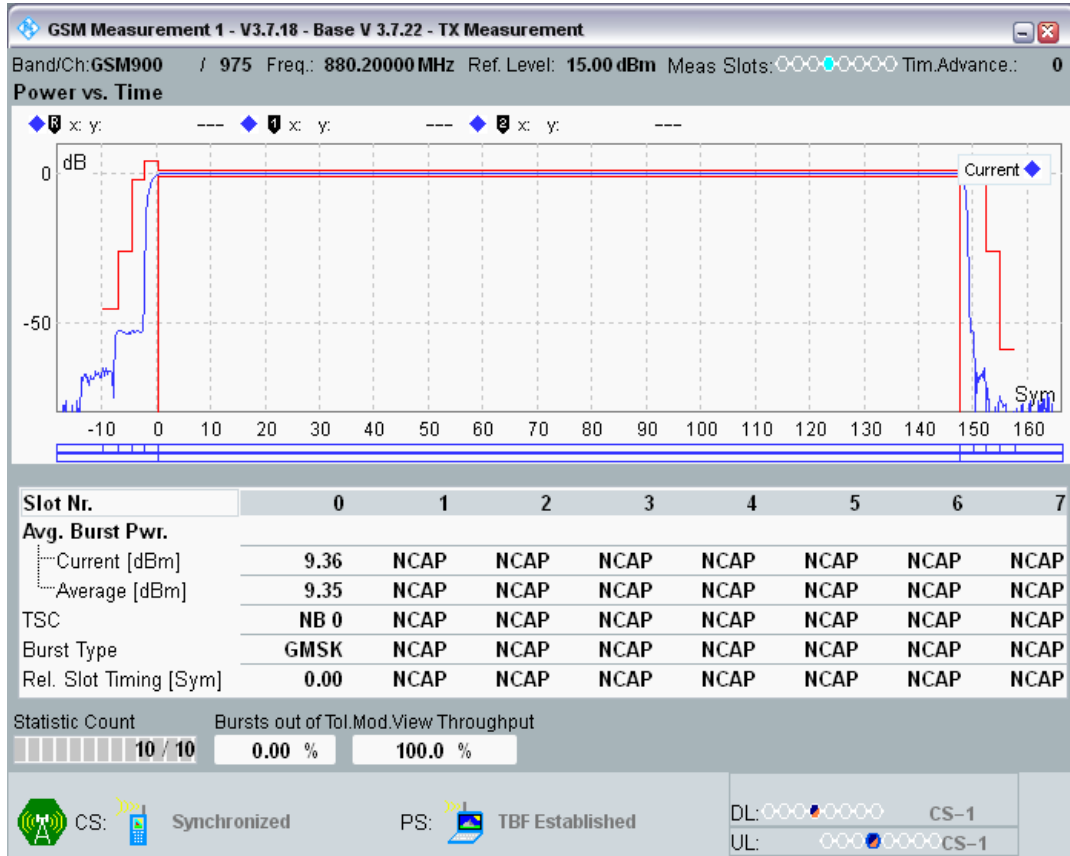 GSM Measurement 1 - V3.7.18 - Base V 3.7.22 - TX Measurement
Band/Ch:GSM900 / 975 Freq.: 880.20000 MHz Ref. Level: 15.00 dBm Meas Slots: Tim.Advance.: 0
Power vs. Time
R x: y: --- 1 x: y: --- 2 x: y: ---
dB
Current
0
-50
Sym
-10 0 10 20 30 40 50 60 70 80 90 100 110 120 130 140 150 160
Slot Nr. 0 1 2 3 4 5 6 7
Avg. Burst Pwr.
Current [dBm] 9.36 NCAP NCAP NCAP NCAP NCAP NCAP NCAP
Average [dBm] 9.35 NCAP NCAP NCAP NCAP NCAP NCAP NCAP
TSC NB 0 NCAP NCAP NCAP NCAP NCAP NCAP NCAP
Burst Type GMSK NCAP NCAP NCAP NCAP NCAP NCAP NCAP
Rel. Slot Timing [Sym] 0.00 NCAP NCAP NCAP NCAP NCAP NCAP NCAP
Statistic Count Bursts out of Tol. Mod.View Throughput
10 / 10 0.00 % 100.0 %
CS: Synchronized PS: TBF Established DL: CS-1
UL: CS-1